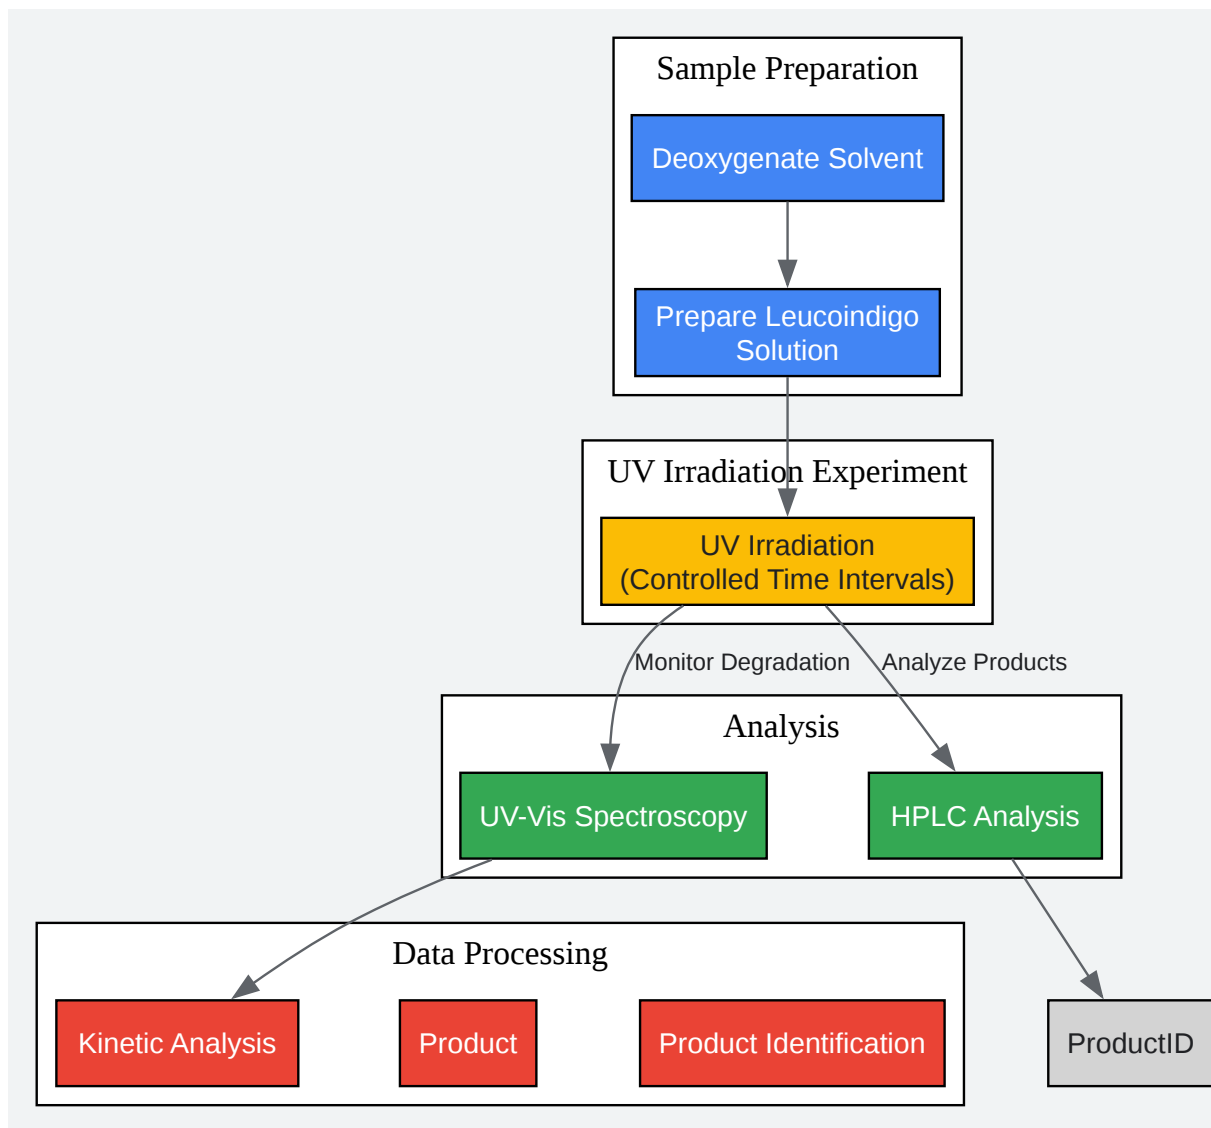 Sample Preparation
Deoxygenate Solvent
Prepare Leucoindigo
Solution
UV Irradiation Experiment
UV Irradiation
(Controlled Time Intervals)
Monitor Degradation
Analyze Products
Analysis
UV-Vis Spectroscopy
HPLC Analysis
Data Processing
Kinetic Analysis
Product
Product Identification
ProductID